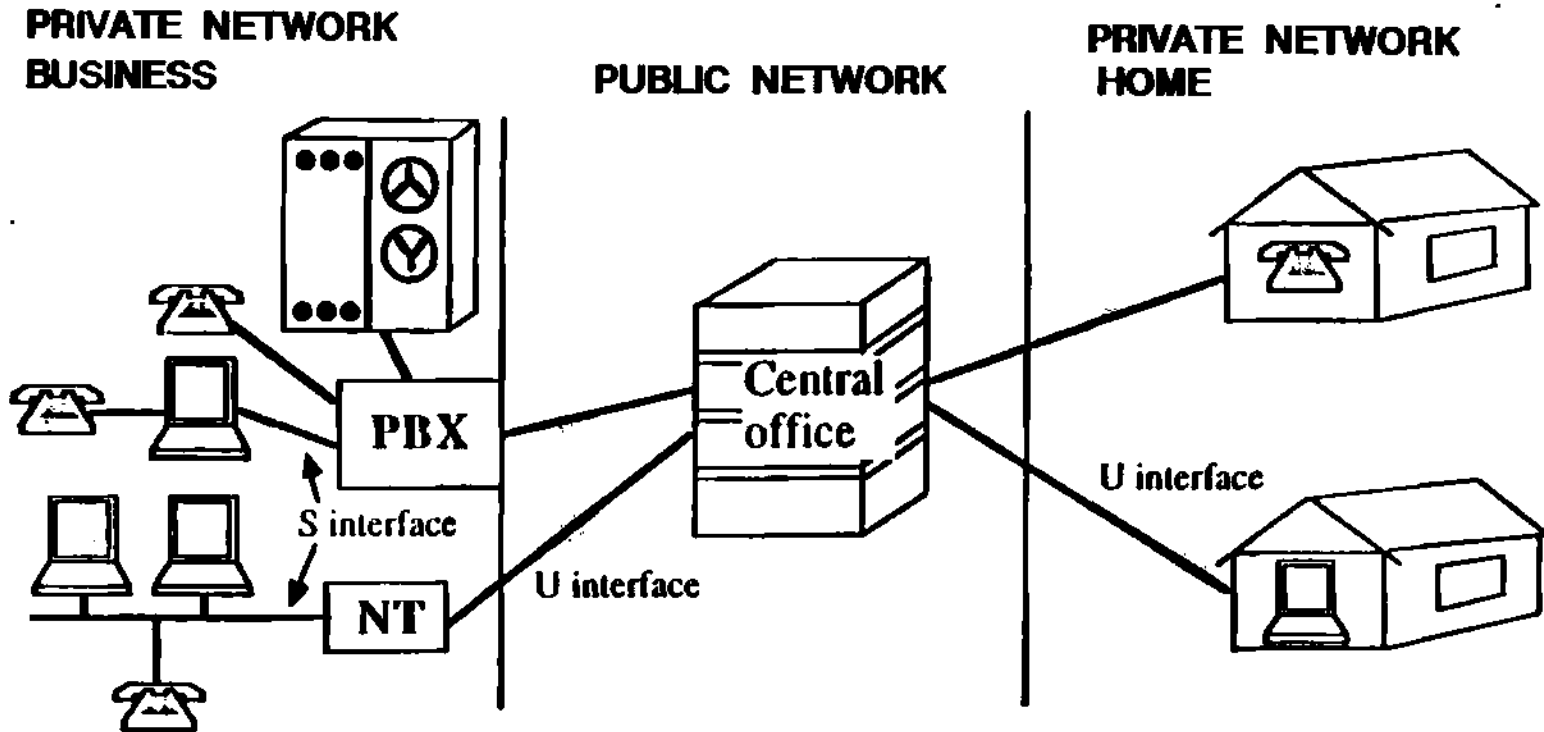 PRIVATE NETWORK
BUSINESS
PUBLIC NETWORK
PRIVATE NETWORK
HOME
Central
office
PBX
S interface
U interface
NT
U interface